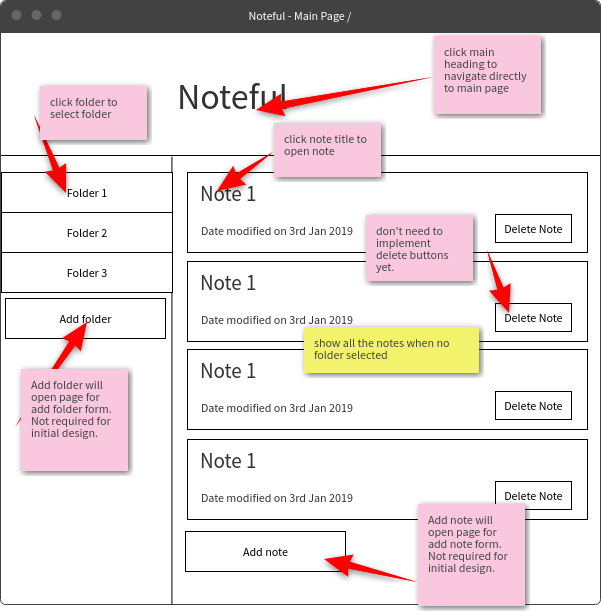 Noteful - Main Page /
click main
heading to
navigate directly
to main page
Noteful
click folder to
select folder
click note title to
open note
Folder 1
Folder 2
Folder 3
Add folder
Add folder will
open page for
add folder form.
Not required for
initial design.
Note 1
Date modified on 3rd Jan 2019
Delete Note
don't need to
implement
delete buttons
yet.
Note 1
Date modified on 3rd Jan 2019
Delete Note
show all the notes when no
folder selected
Note 1
Date modified on 3rd Jan 2019
Delete Note
Note 1
Date modified on 3rd Jan 2019
Delete Note
Add note
Add note will
open page for
add note form.
Not required for
initial design.